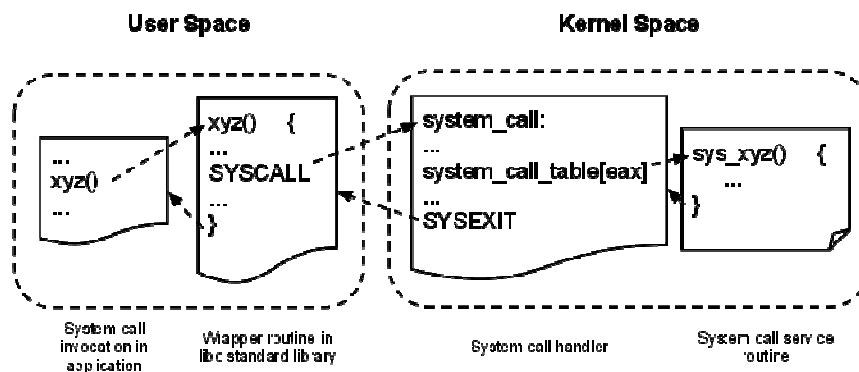 User Space
Kernel Space
...
xyz()
...
xyz() {
...
SYSCALL
...
}
system_call:
...
system_call_table[eax]
...
SYSEXIT
sys_xyz() {
...
}
System call
invocation in
application
Wrapper routine in
libc standard library
System call handler
System call service
routine